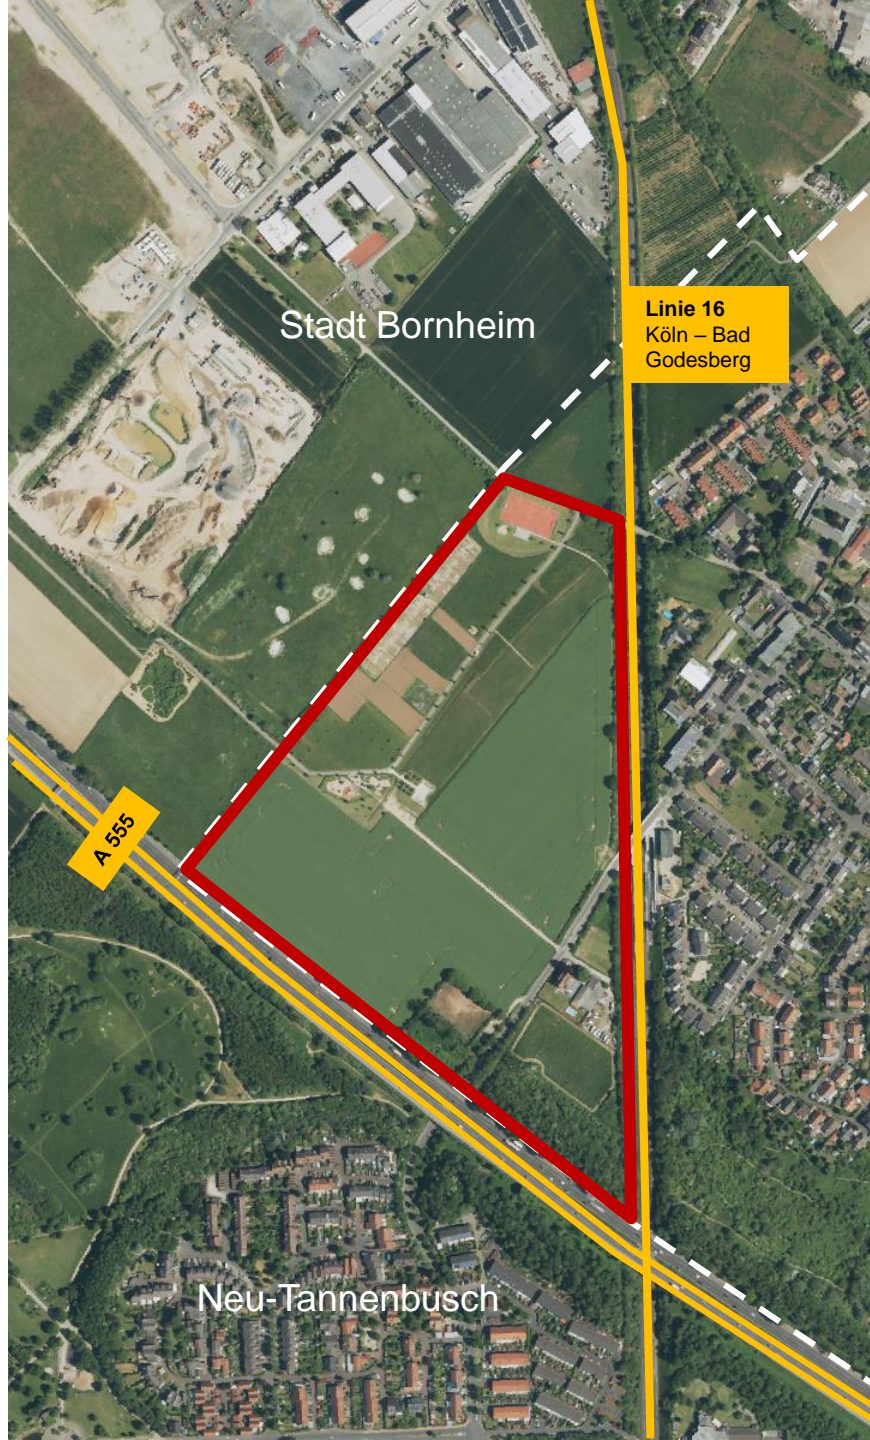 Stadt Bornheim
Linie 16
Köln – Bad
Godesberg
A 555
Neu-Tannenbusch